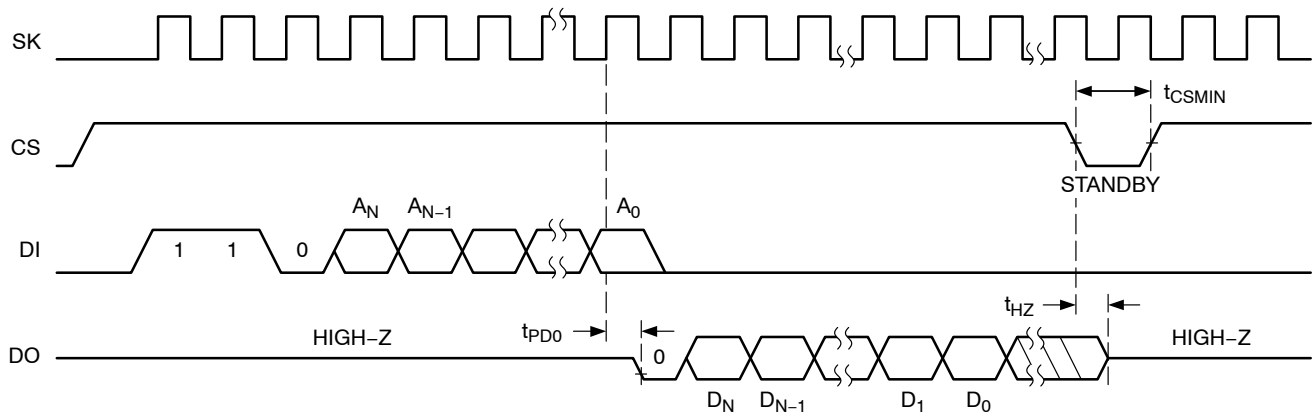 SK
t_CSMIN
CS
STANDBY
A_N A_N−1 A_0
DI 1 1 0
t_HZ
t_PD0
HIGH−Z 0 HIGH−Z
DO
D_N D_N−1 D_1 D_0